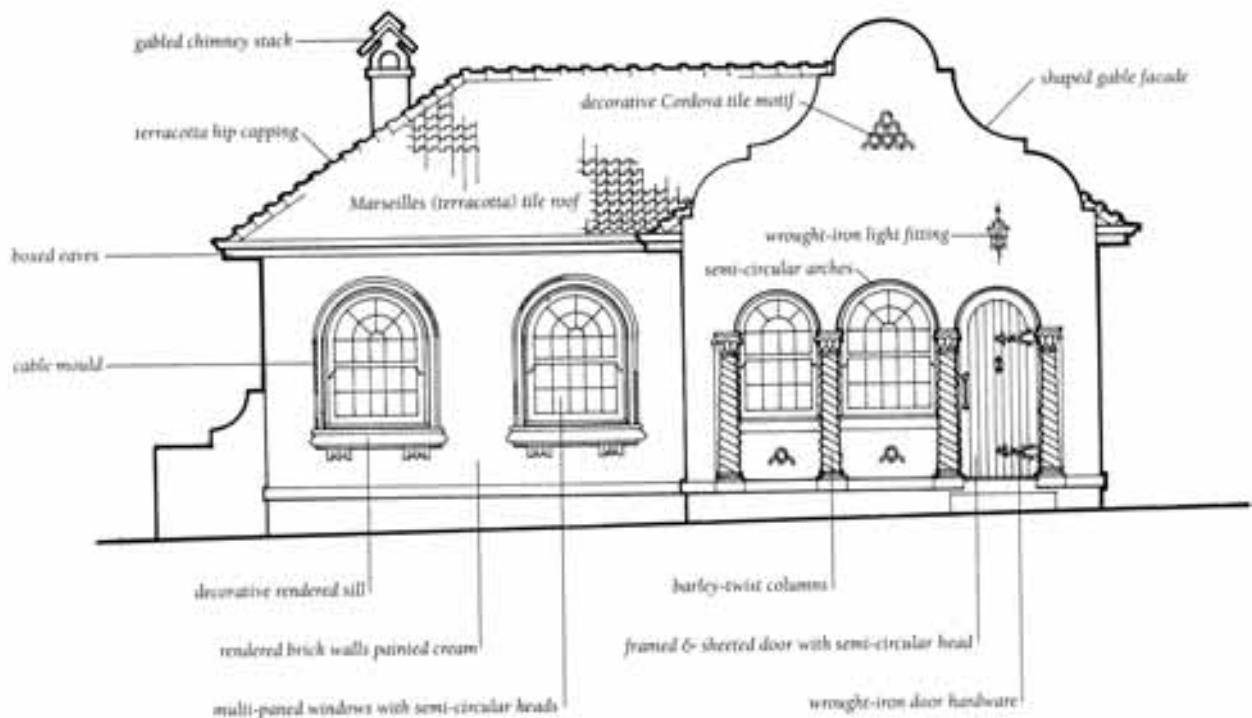 gabled chimney stack
shaped gable facade
decorative Cordova tile motif
terracotta hip capping
Marseilles (terracotta) tile roof
wrought-iron light fitting
boxed eaves
semi-circular arches
cable mould
decorative rendered sill
barley-twist columns
rendered brick walls painted cream
framed & sheeted door with semi-circular head
multi-paned windows with semi-circular heads
wrought-iron door hardware